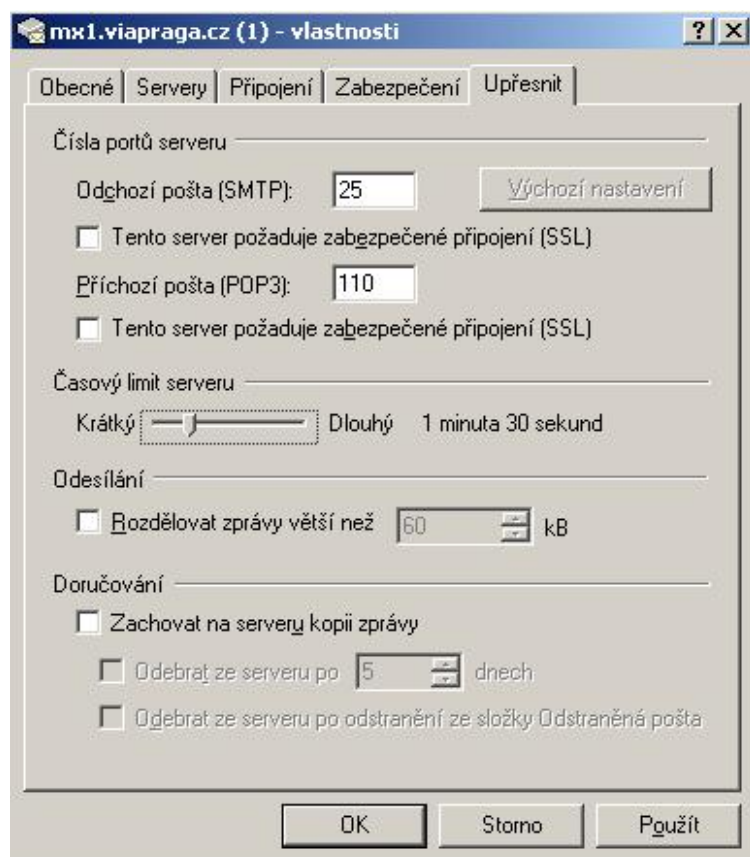 mx1.viapraga.cz (1) - vlastnosti
Obecné Servery Připojení Zabezpečení Upřesnit
Čísla portů serveru
Odchozí pošta (SMTP): 25 Výchozí nastavení
Tento server požaduje zabezpečené připojení (SSL)
Příchozí pošta (POP3): 110
Tento server požaduje zabezpečené připojení (SSL)
Časový limit serveru
Krátký Dlouhý 1 minuta 30 sekund
Odesílání
Rozdělovat zprávy větší než 60 kB
Doručování
Zachovat na serveru kopii zprávy
Odebrat ze serveru po 5 dnech
Odebrat ze serveru po odstranění ze složky Odstraněná pošta
OK Storno Použít